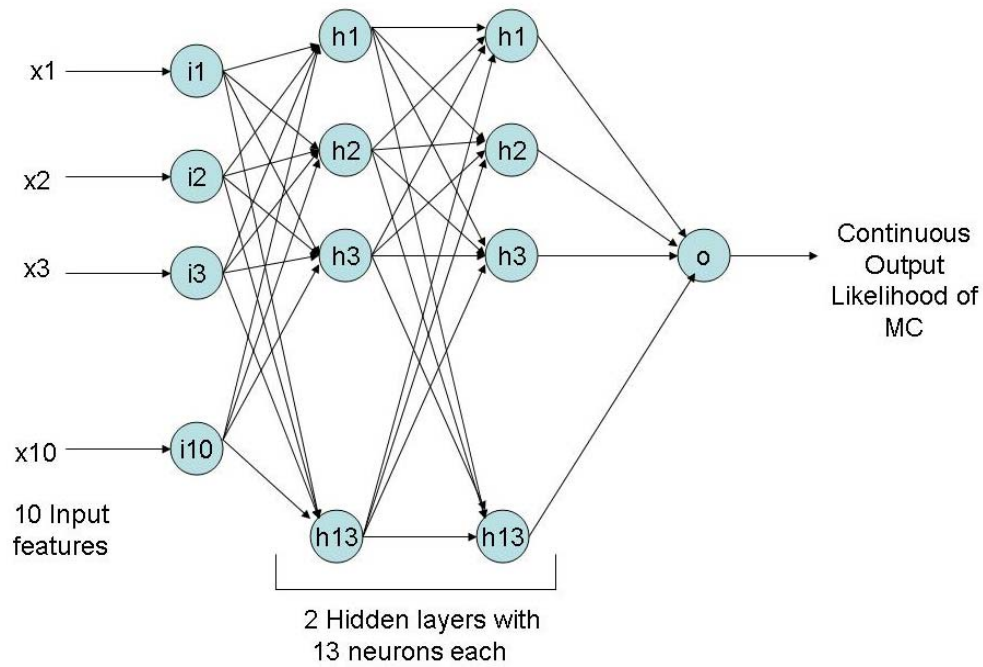 x1
i1
h1
h1
x2
i2
h2
h2
x3
i3
h3
h3
o
Continuous
Output
Likelihood of
MC
x10
i10
10 Input
features
h13
h13
2 Hidden layers with
13 neurons each